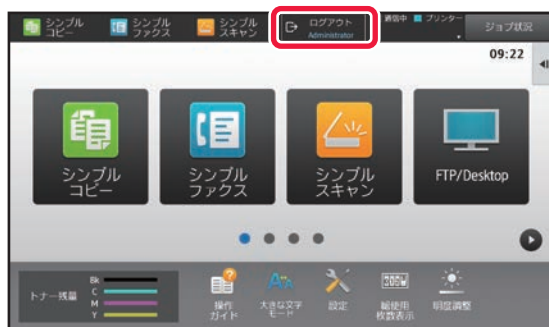 シンプル
コピー
シンプル
ファクス
シンプル
スキャン
ログアウト
Administrator
通信中
プリンター
ジョブ状況
09:22
シンプル
コピー
シンプル
ファクス
シンプル
スキャン
FTP/Desktop
トナー残量
Bk
C
M
Y
操作
ガイド
大きな文字
モード
設定
総使用
枚数表示
明度調整